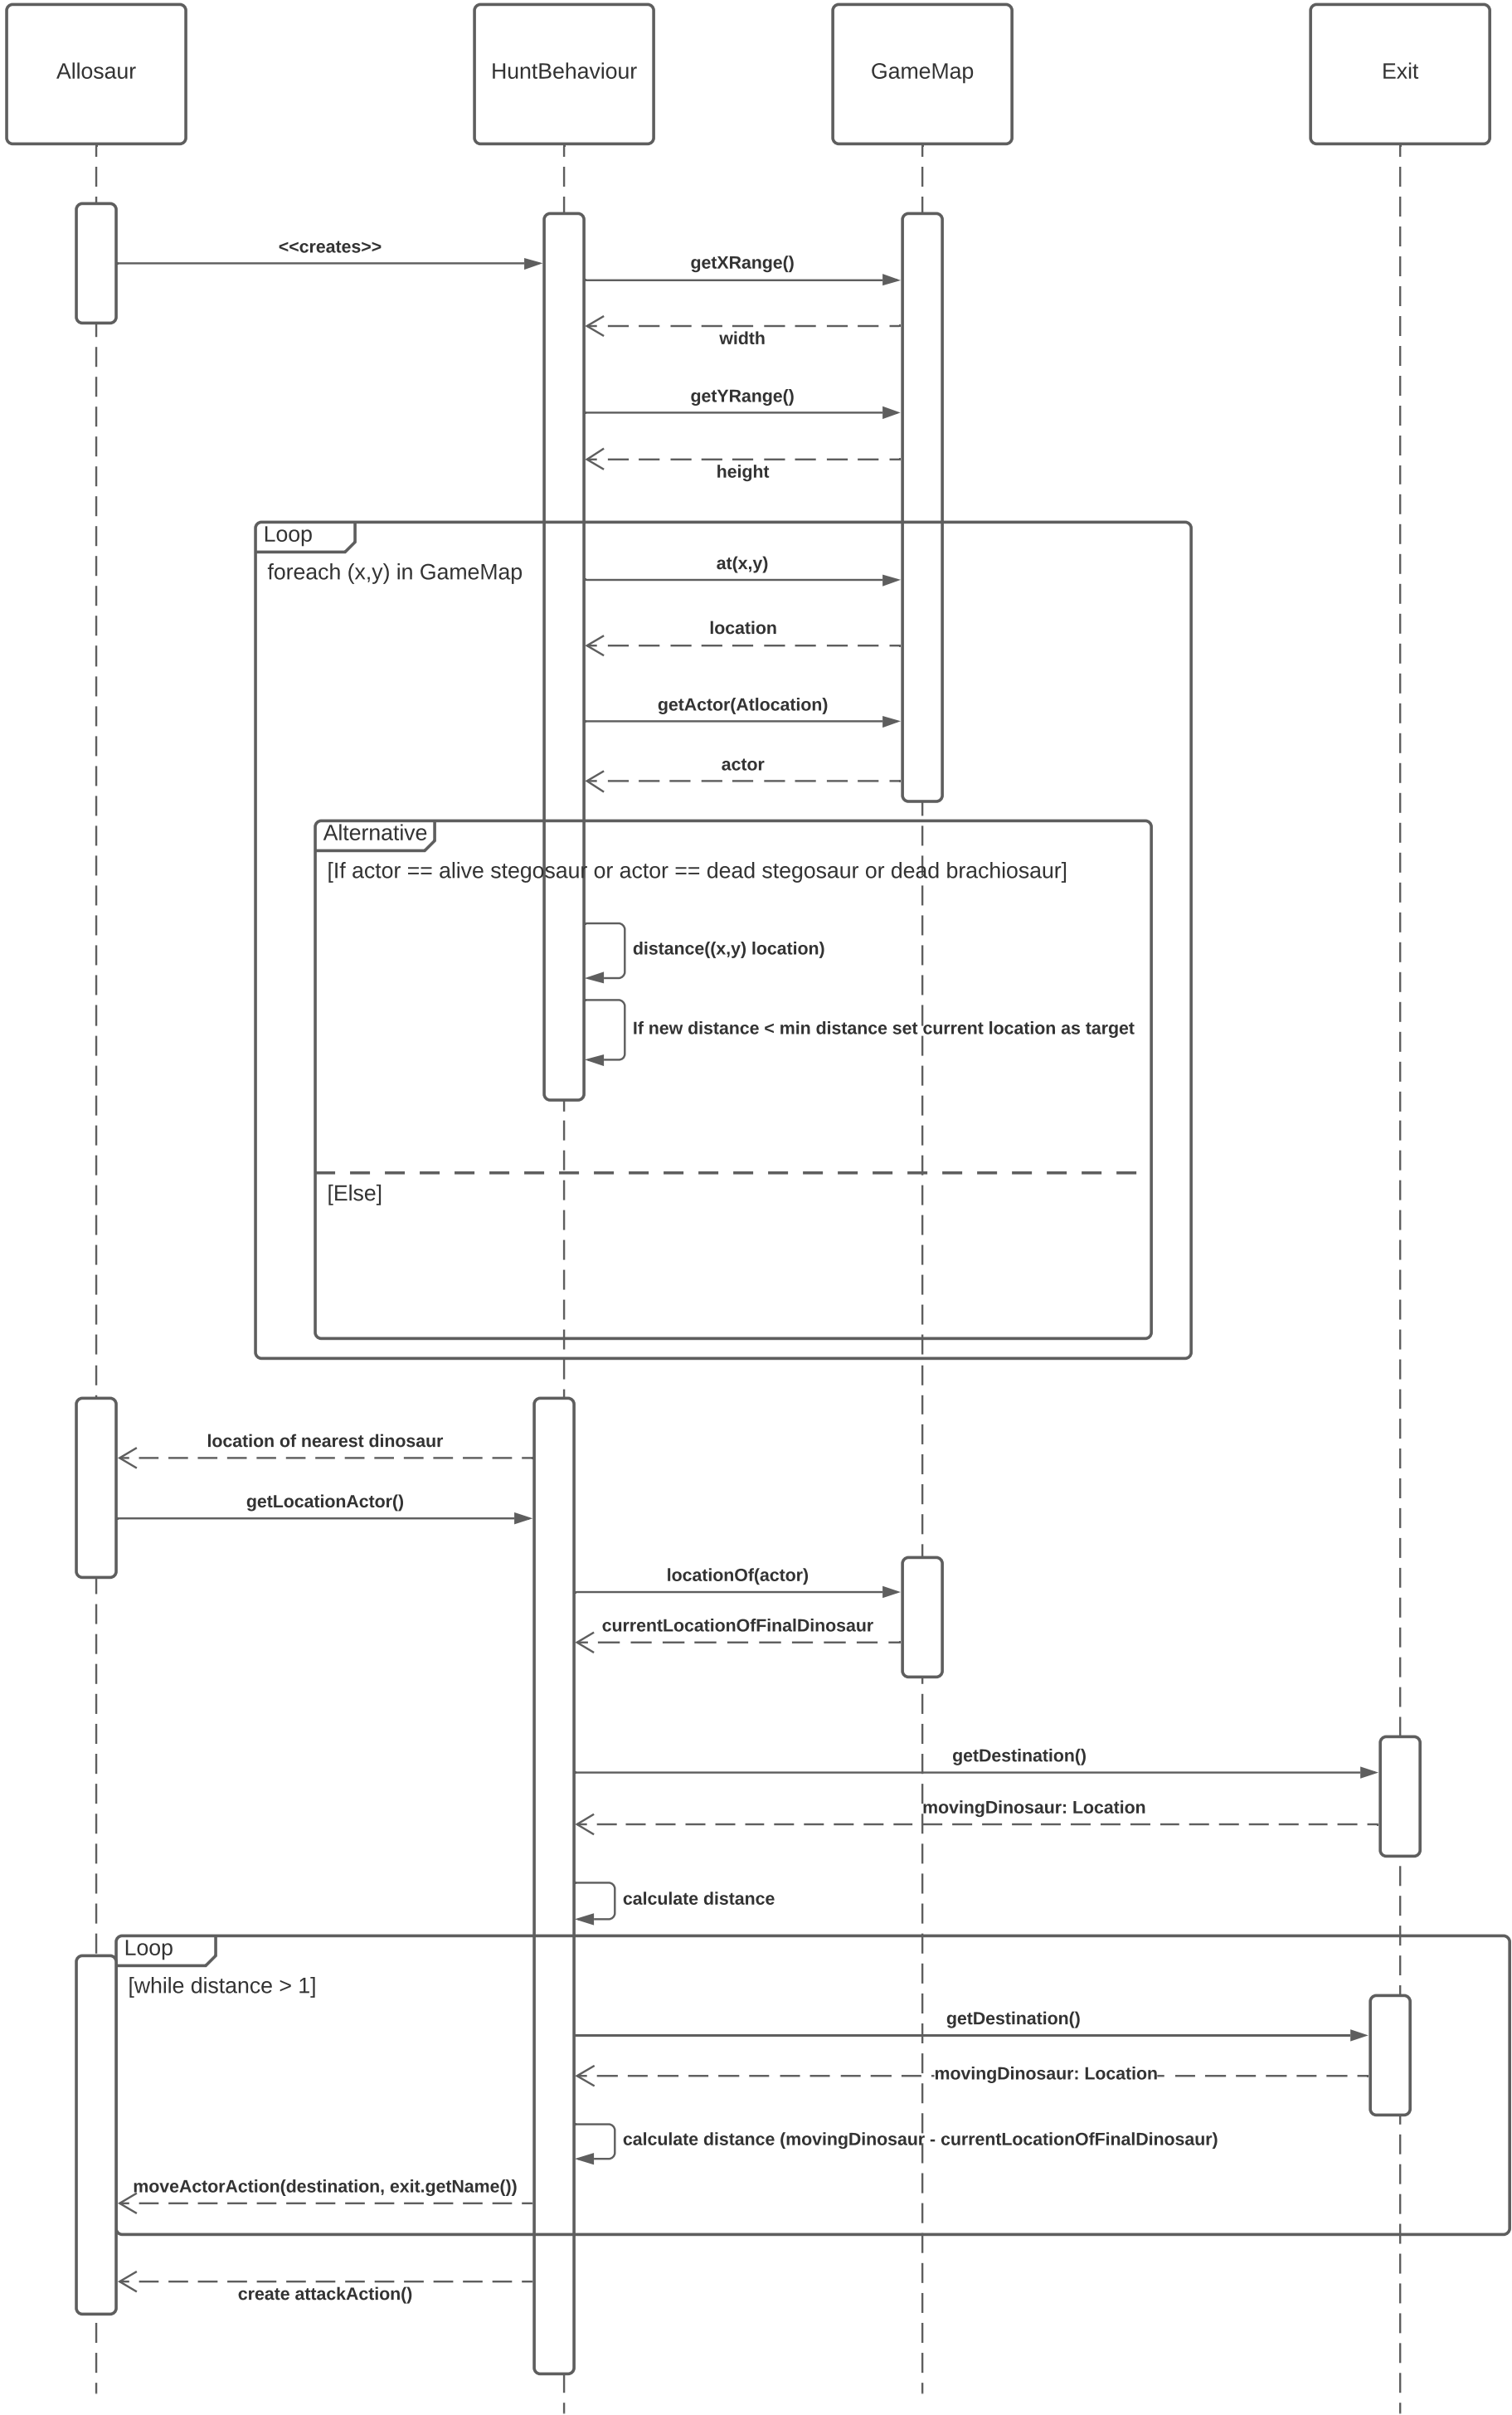 Allosaur
HuntBehaviour
GameMap
Exit
<<creates>>
getXRange()
width
getYRange()
height
Loop
foreach (x,y) in GameMap
at(x,y)
location
getActor(Atlocation)
actor
Alternative
[If actor == alive stegosaur or actor == dead stegosaur or dead brachiosaur]
distance((x,y) location)
If new distance < min distance set current location as target
[Else]
location of nearest dinosaur
getLocationActor()
locationOf(actor)
currentLocationOfFinalDinosaur
getDestination()
movingDinosaur: Location
calculate distance
Loop
[while distance > 1]
getDestination()
movingDinosaur: Location
calculate distance (movingDinosaur - currentLocationOfFinalDinosaur)
moveActorAction(destination, exit.getName())
create attackAction()